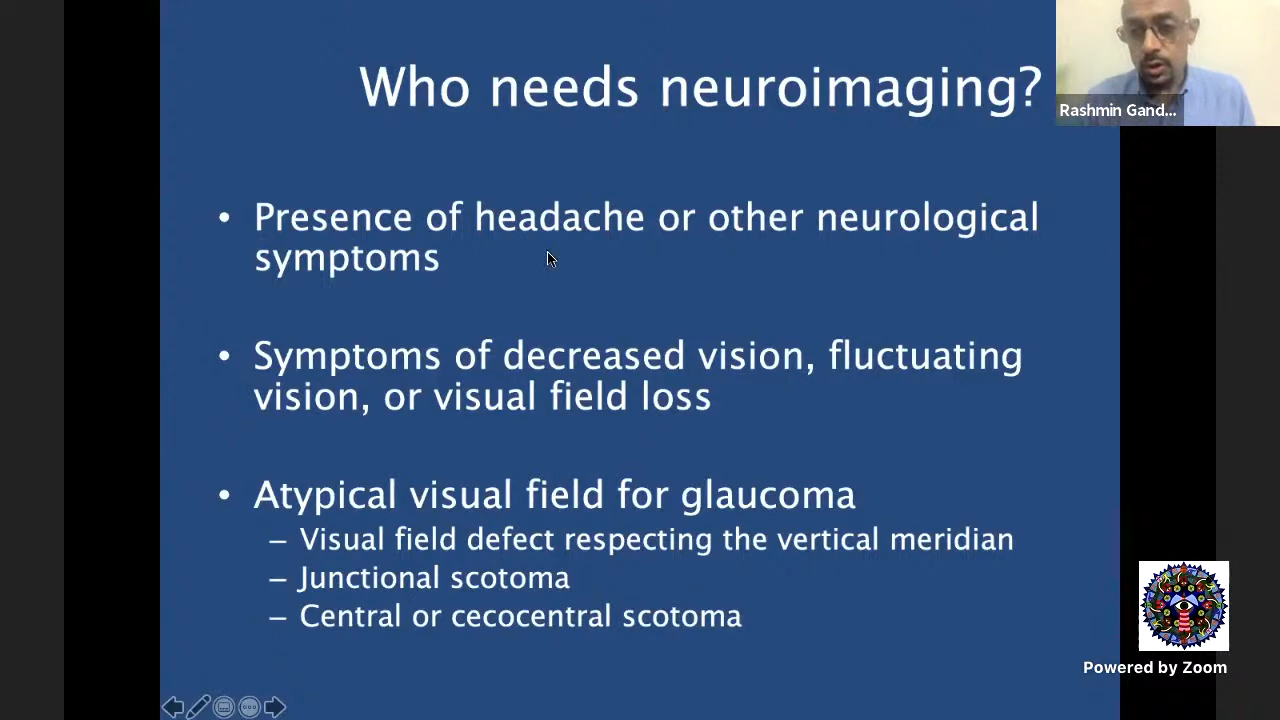 Who needs neuroimaging?
Rashmin Gand...
• Presence of headache or other neurological
symptoms
• Symptoms of decreased vision, fluctuating
vision, or visual field loss
• Atypical visual field for glaucoma
– Visual field defect respecting the vertical meridian
– Junctional scotoma
– Central or cecocentral scotoma
Powered by Zoom